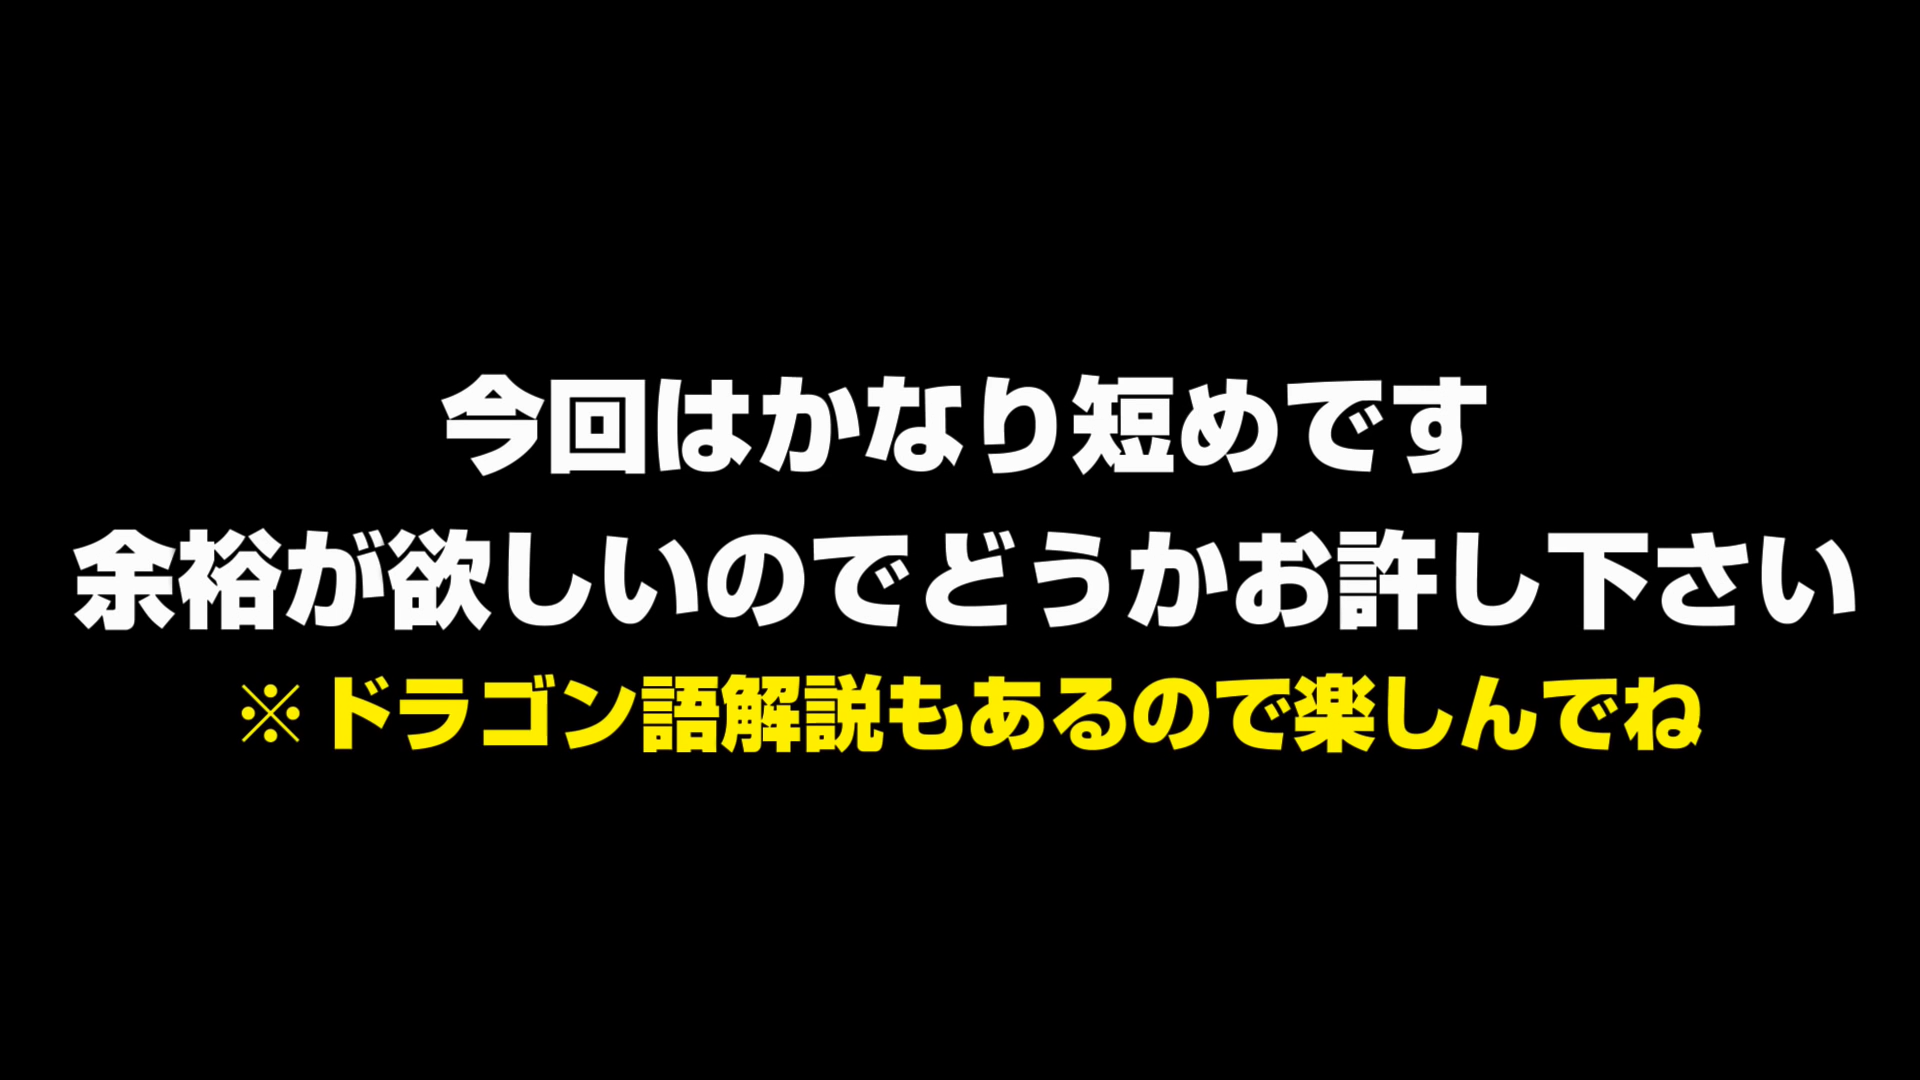 今回はかなり短めです
余裕が欲しいのでどうかお許し下さい
※ドラゴン語解説もあるので楽しんでね